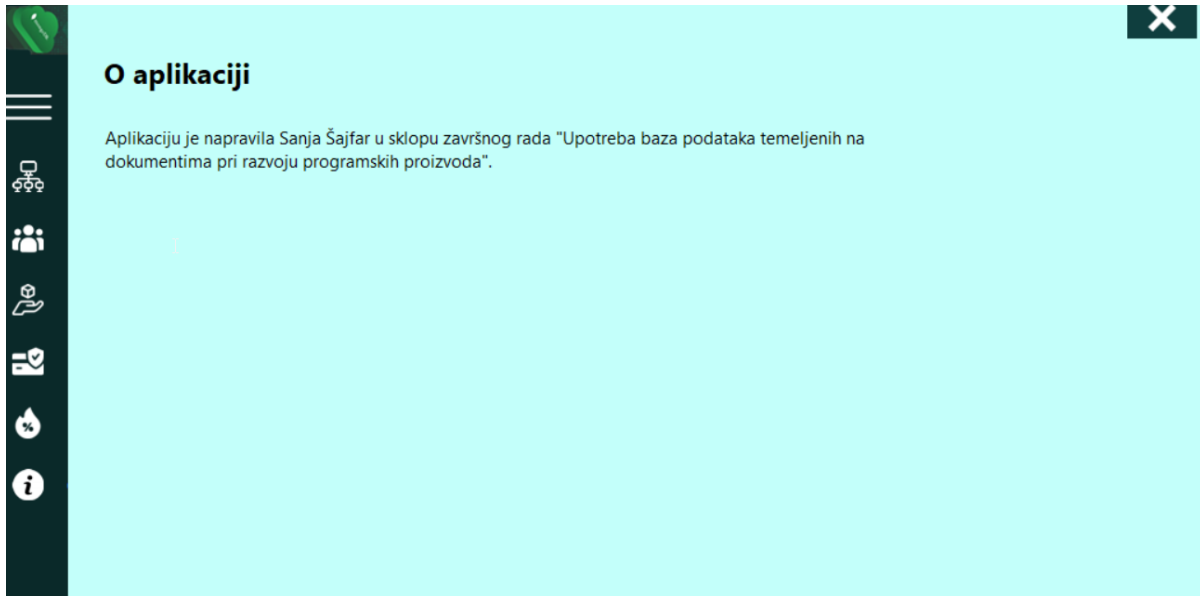 O aplikaciji
Aplikaciju je napravila Sanja Šajfar u sklopu završnog rada "Upotreba baza podataka temeljenih na
dokumentima pri razvoju programskih proizvoda".